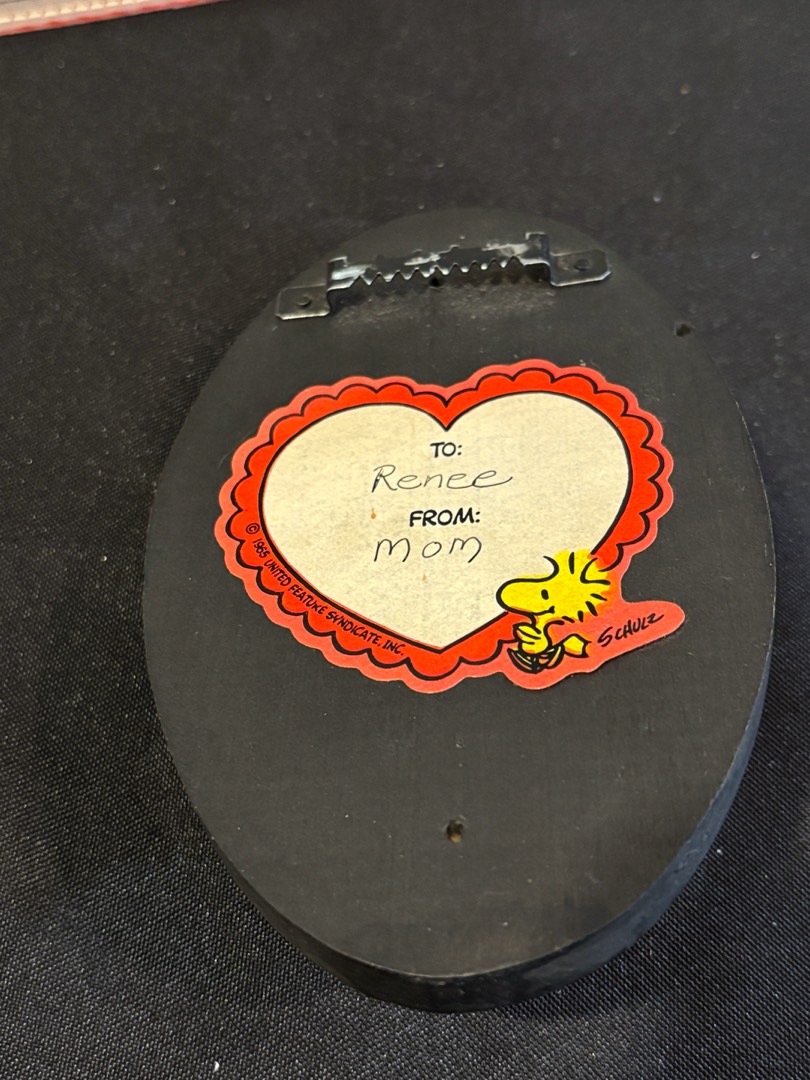 TO:
Renee
FROM:
Mom
© 1965 UNITED FEATURE SYNDICATE, INC.
SCHULZ